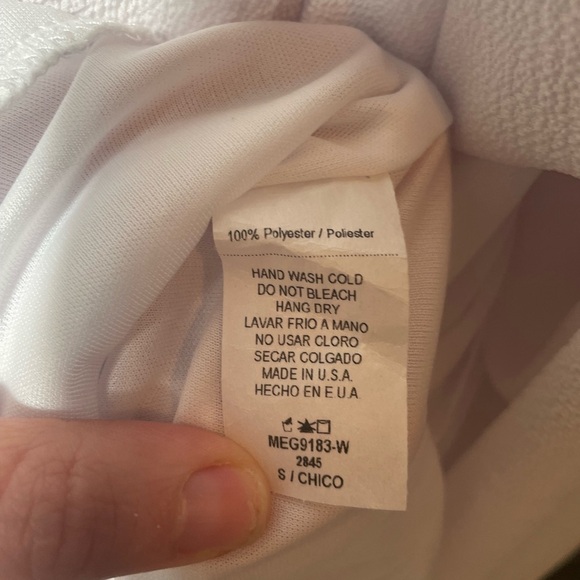 100% Polyester / Poliester
HAND WASH COLD
DO NOT BLEACH
HANG DRY
LAVAR FRIO A MANO
NO USAR CLORO
SECAR COLGADO
MADE IN U.S.A.
HECHO EN E U A
MEG9183-W
2845
S / CHICO